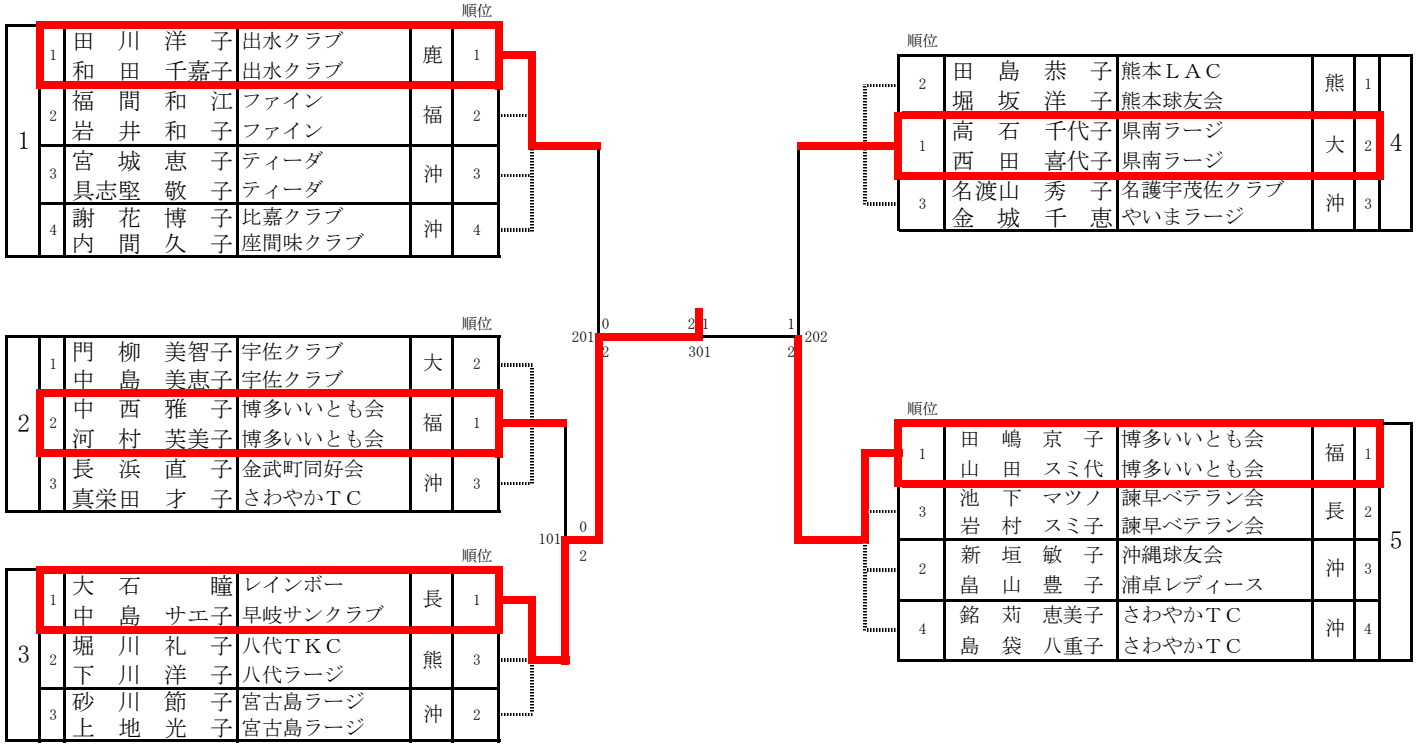 順位
1
1 田川 洋子 出水クラブ 鹿 1
和田 千嘉子 出水クラブ
2 福間 和江 ファイン 福 2
岩井 和子 ファイン
3 宮城 恵子 ティーダ 沖 3
具志堅 敬子 ティーダ
4 謝花 博子 比嘉クラブ 沖 4
内間 久子 座間味クラブ
順位
2
1 門柳 美智子 宇佐クラブ 大 2
中島 美恵子 宇佐クラブ
2 中西 雅子 博多いいとも会 福 1
河村 芙美子 博多いいとも会
3 長浜 直子 金武町同好会 沖 3
真栄田 才子 さわやかTC
順位
3
1 大石 瞳 レインボー 長 1
中島 サエ子 早岐サンクラブ
2 堀川 礼子 八代TKC 熊 3
下川 洋子 八代ラージ
3 砂川 節子 宮古島ラージ 沖 2
上地 光子 宮古島ラージ
101
0
2
201
0
2
2 1
301
1
2
202
順位
4
2 田島 恭子 熊本LAC 熊 1
堀坂 洋子 熊本球友会
1 高石 千代子 県南ラージ 大 2
西田 喜代子 県南ラージ
3 名渡山 秀子 名護宇茂佐クラブ 沖 3
金城 千恵 やいまラージ
順位
5
1 田嶋 京子 博多いいとも会 福 1
山田 スミ代 博多いいとも会
3 池下 マツノ 諫早ベテラン会 長 2
岩村 スミ子 諫早ベテラン会
2 新垣 敏子 沖縄球友会 沖 3
畠山 豊子 浦卓レディース
4 銘苅 恵美子 さわやかTC 沖 4
島袋 八重子 さわやかTC